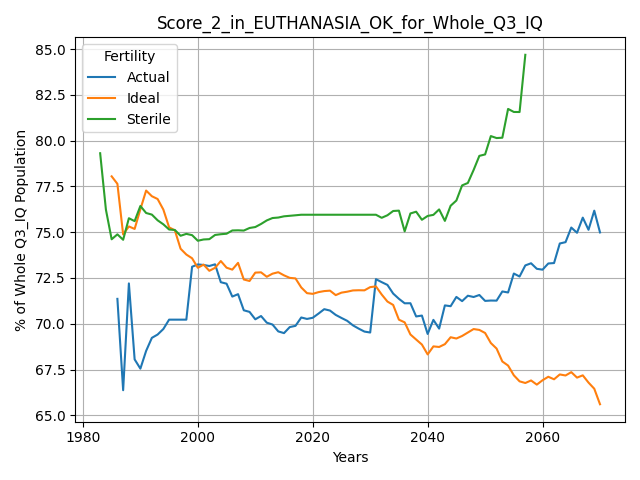 Score_2_in_EUTHANASIA_OK_for_Whole_Q3_IQ
Fertility
Actual
Ideal
Sterile
% of Whole Q3_IQ Population
85.0
82.5
80.0
77.5
75.0
72.5
70.0
67.5
65.0
1980
2000
2020
2040
2060
Years